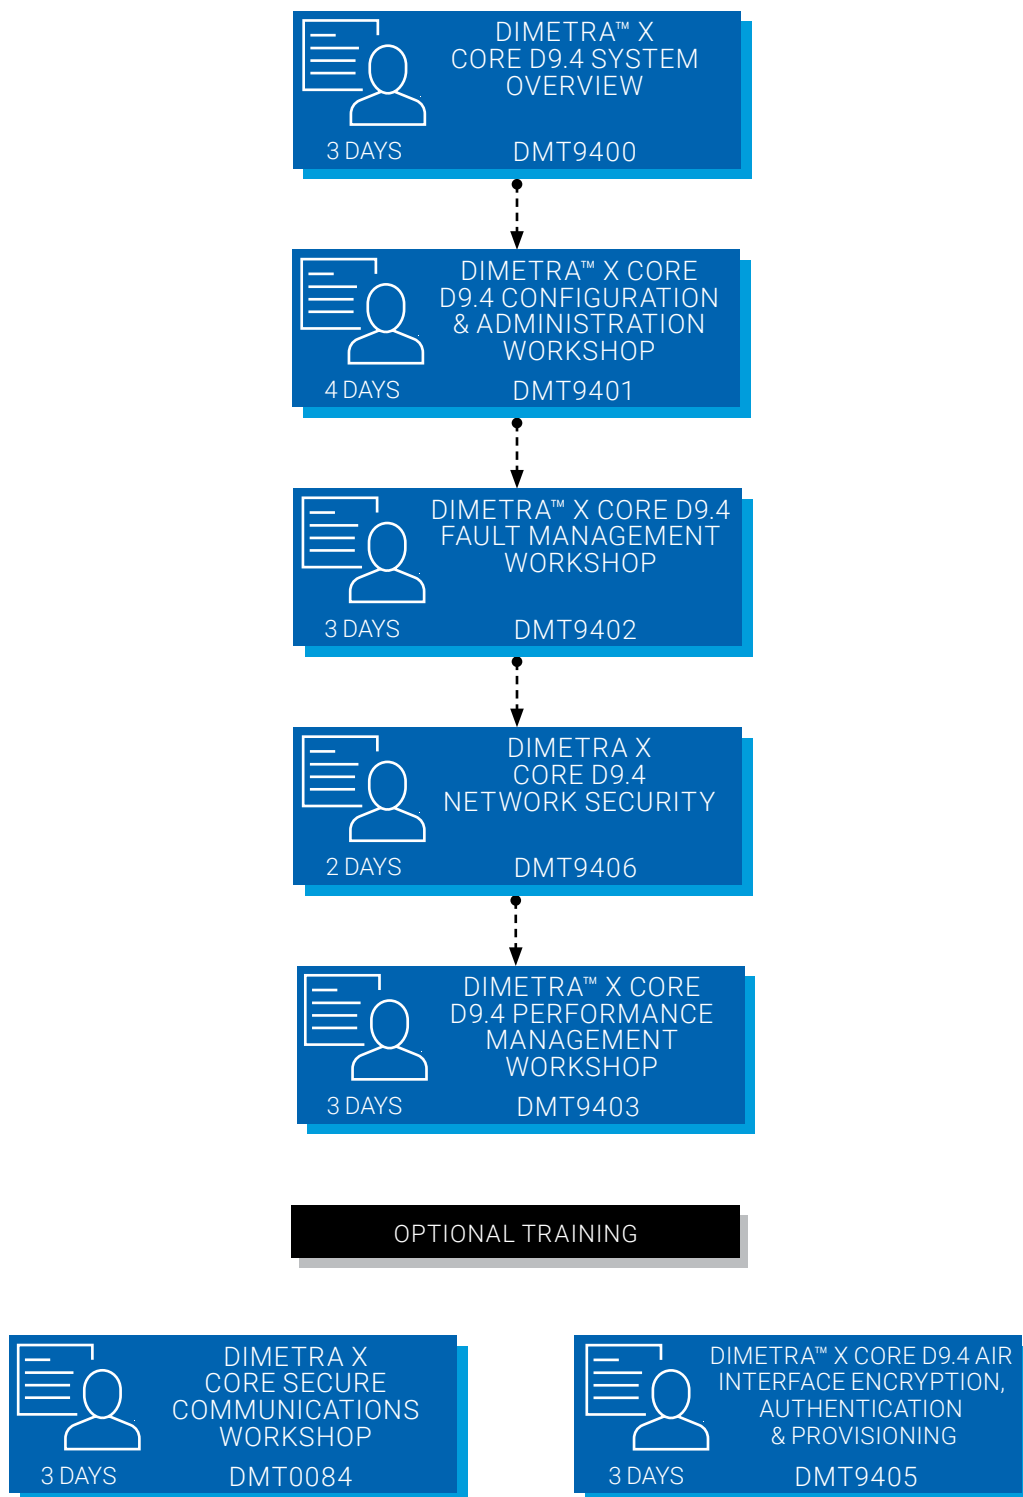 DIMETRA™ X
CORE D9.4 SYSTEM
OVERVIEW
3 DAYS
DMT9400
DIMETRA™ X CORE
D9.4 CONFIGURATION
& ADMINISTRATION
WORKSHOP
4 DAYS
DMT9401
DIMETRA™ X CORE D9.4
FAULT MANAGEMENT
WORKSHOP
3 DAYS
DMT9402
DIMETRA X
CORE D9.4
NETWORK SECURITY
2 DAYS
DMT9406
DIMETRA™ X CORE
D9.4 PERFORMANCE
MANAGEMENT
WORKSHOP
3 DAYS
DMT9403
OPTIONAL TRAINING
DIMETRA X
CORE SECURE
COMMUNICATIONS
WORKSHOP
3 DAYS
DMT0084
DIMETRA™ X CORE D9.4 AIR
INTERFACE ENCRYPTION,
AUTHENTICATION
& PROVISIONING
3 DAYS
DMT9405